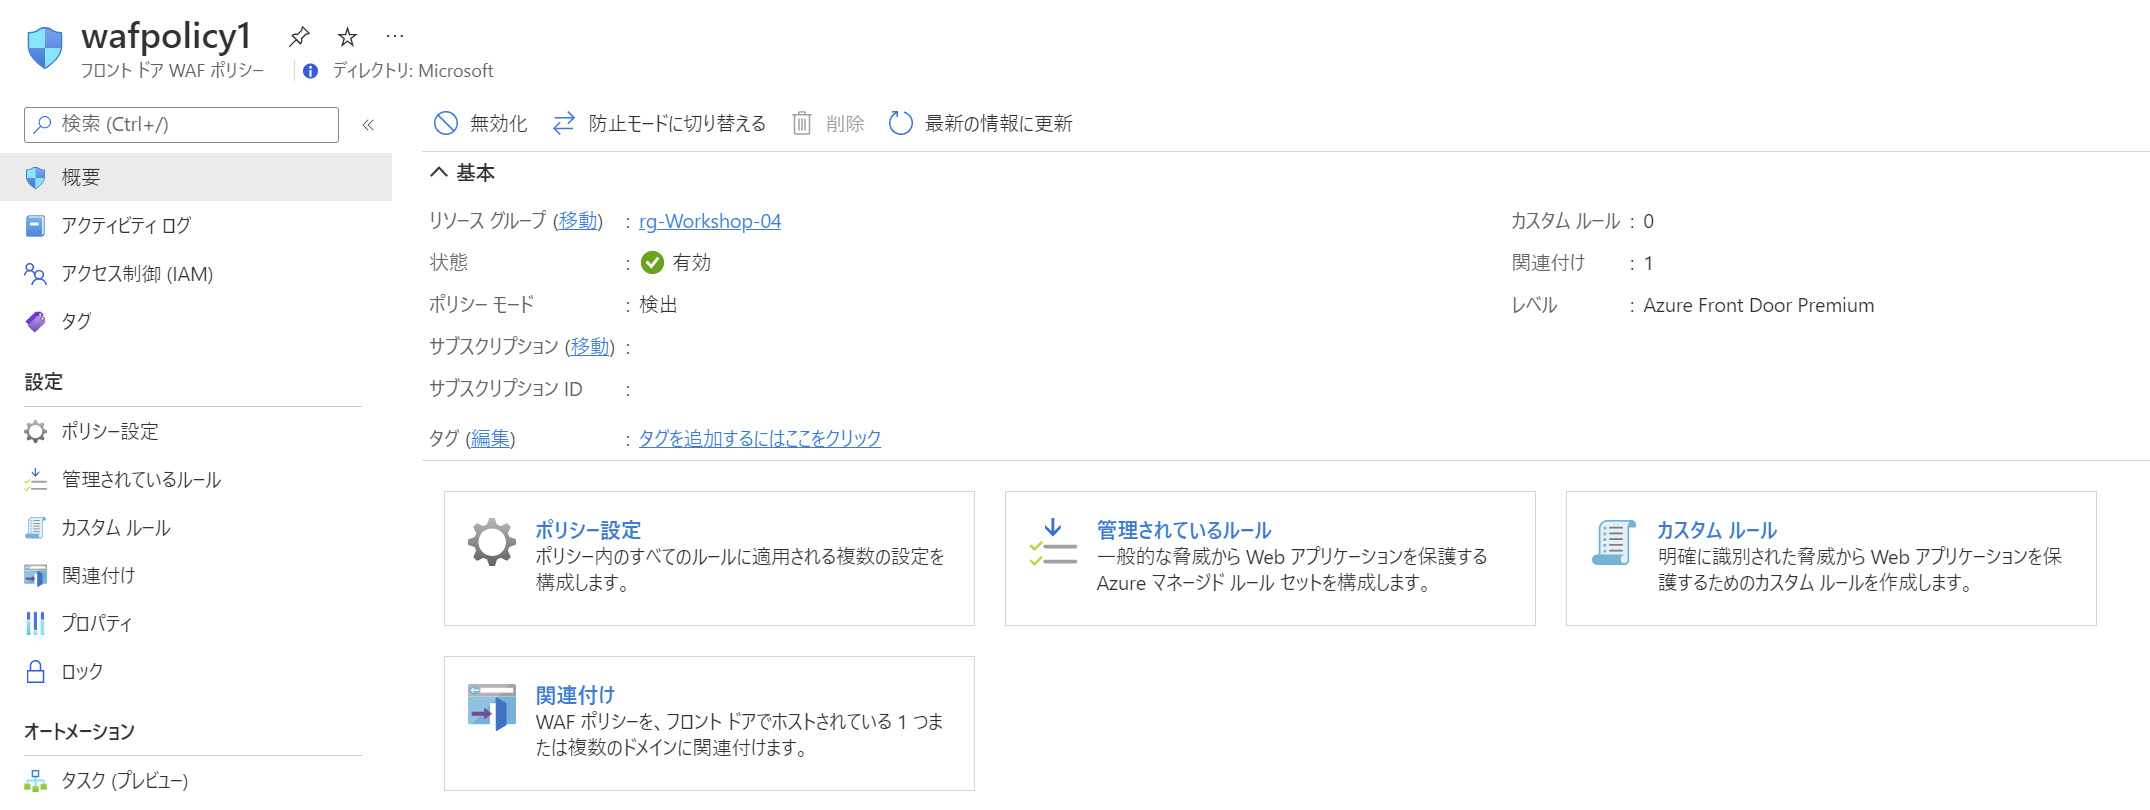 wafpolicy1
フロント ドア WAF ポリシー
ディレクトリ: Microsoft
検索 (Ctrl+/)
概要
アクティビティ ログ
アクセス制御 (IAM)
タグ
設定
ポリシー設定
管理されているルール
カスタム ルール
関連付け
プロパティ
ロック
オートメーション
タスク (プレビュー)
無効化 防止モードに切り替える 削除 最新の情報に更新
基本
リソース グループ (移動) : rg-Workshop-04
状態 : 有効
ポリシー モード : 検出
サブスクリプション (移動) :
サブスクリプション ID :
タグ (編集) : タグを追加するにはここをクリック
カスタム ルール : 0
関連付け : 1
レベル : Azure Front Door Premium
ポリシー設定
ポリシー内のすべてのルールに適用される複数の設定を
構成します。
管理されているルール
一般的な脅威から Web アプリケーションを保護する
Azure マネージド ルール セットを構成します。
カスタム ルール
明確に識別された脅威から Web アプリケーションを保
護するためのカスタム ルールを作成します。
関連付け
WAF ポリシーを、フロント ドアでホストされている 1 つま
たは複数のドメインに関連付けます。